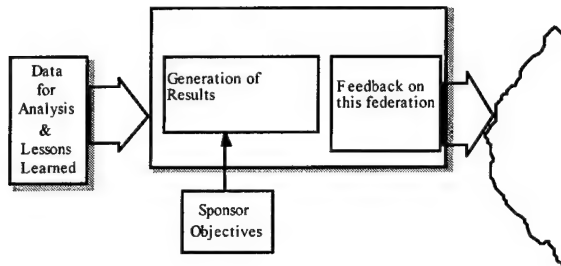 Data
for
Analysis
&
Lessons
Learned
Generation of
Results
Feedback on
this federation
Sponsor
Objectives